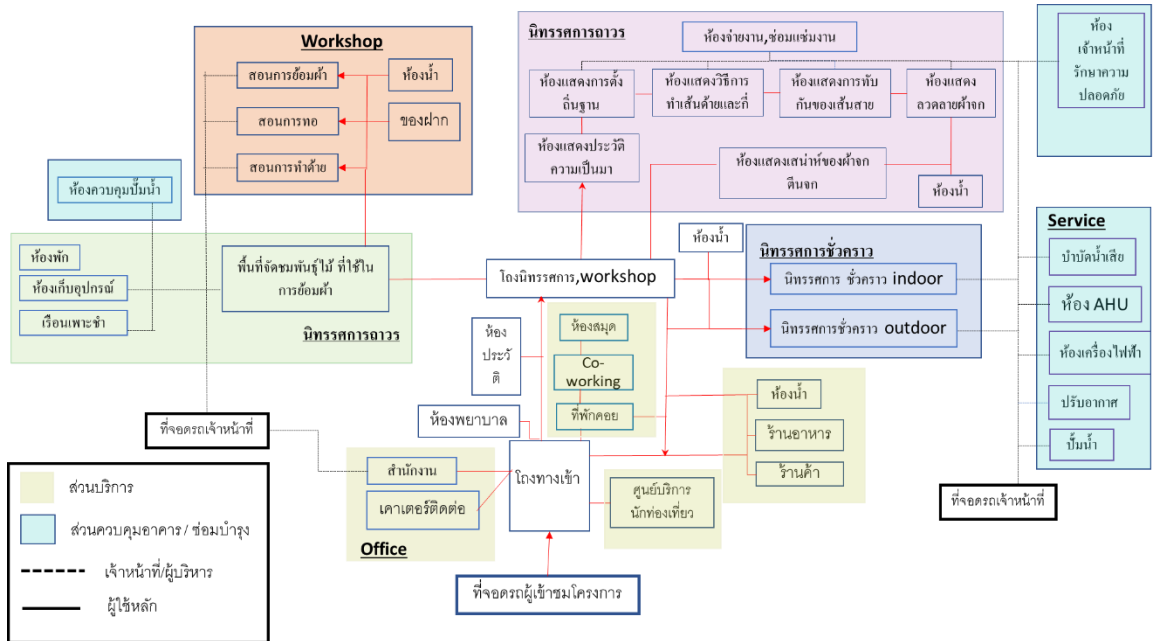 Workshop
สอนการย้อมผ้า
ห้องน้ำ
สอนการทอ
ของฝาก
สอนการทำด้าย
นิทรรศการถาวร
ห้องจ่ายงาน,ซ่อมแซ่มงาน
ห้องแสดงการตั้ง
ถิ่นฐาน
ห้องแสดงวิธีการ
ทำเส้นด้ายและกี่
ห้องแสดงการทับ
กันของเส้นสาย
ห้องแสดง
ลวดลายผ้าจก
ห้องแสดงประวัติ
ความเป็นมา
ห้องแสดงเสน่ห์ของผ้าจก
ตีนจก
ห้องน้ำ
ห้อง
เจ้าหน้าที่
รักษาความ
ปลอดภัย
ห้องควบคุมปั๊มน้ำ
ห้องพัก
ห้องเก็บอุปกรณ์
เรือนเพาะชำ
พื้นที่จัดชมพันธุ์ไม้ ที่ใช้ใน
การย้อมผ้า
นิทรรศการถาวร
โถงนิทรรศการ,workshop
ห้องน้ำ
นิทรรศการชั่วคราว
นิทรรศการ ชั่วคราว indoor
นิทรรศการชั่วคราว outdoor
Service
บำบัดน้ำเสีย
ห้อง AHU
ห้องเครื่องไฟฟ้า
ปรับอากาศ
ปั๊มน้ำ
ห้อง
ประวั
ติ
ห้องสมุด
Co-
working
ที่พักคอย
ห้องพยาบาล
ห้องน้ำ
ร้านอาหาร
ร้านค้า
ที่จอดรถเจ้าหน้าที่
สำนักงาน
เคาเตอร์ติดต่อ
Office
โถงทางเข้า
ศูนย์บริการ
นักท่องเที่ยว
ที่จอดรถเจ้าหน้าที่
ที่จอดรถผู้เข้าชมโครงการ
ส่วนบริการ
ส่วนควบคุมอาคาร / ซ่อมบำรุง
เจ้าหน้าที่/ผู้บริหาร
ผู้ใช้หลัก